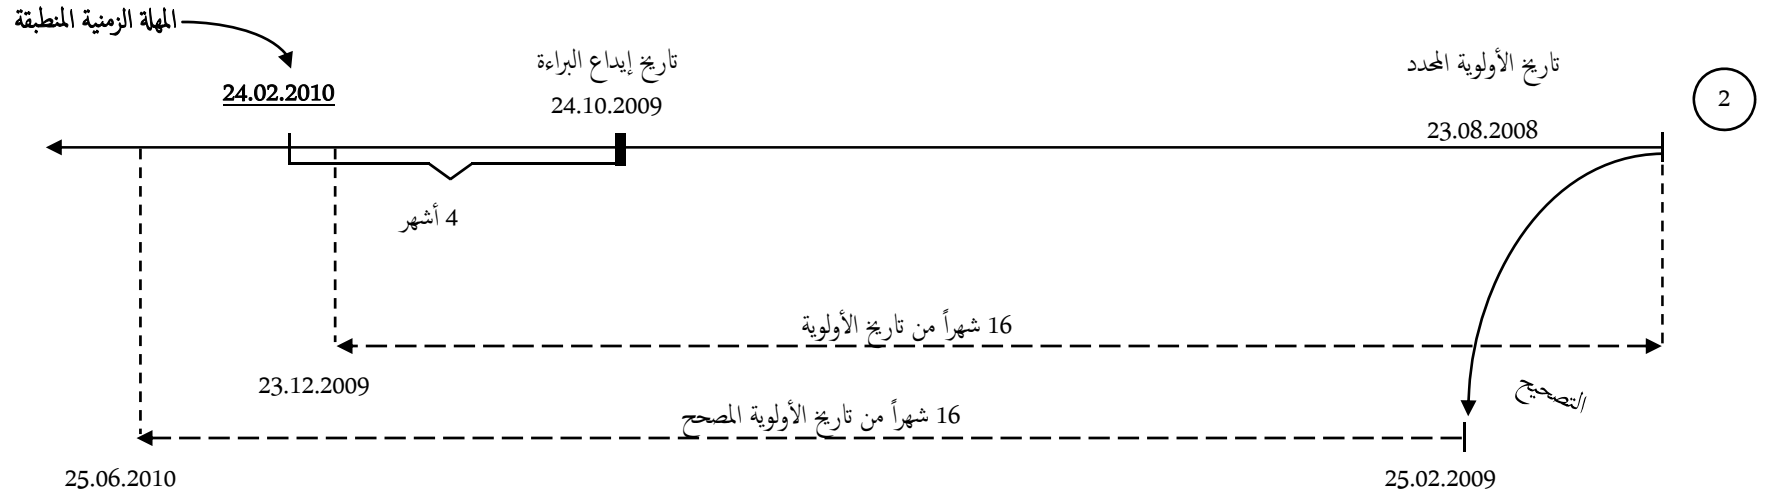 المهلة الزمنية المنطبقة
2
تاريخ الأولوية المحدد
23.08.2008
تاريخ إيداع البراءة
24.10.2009
24.02.2010
4 أشهر
16 شهراً من تاريخ الأولوية
23.12.2009
التصحيح
16 شهراً من تاريخ الأولوية المصحح
25.02.2009
25.06.2010